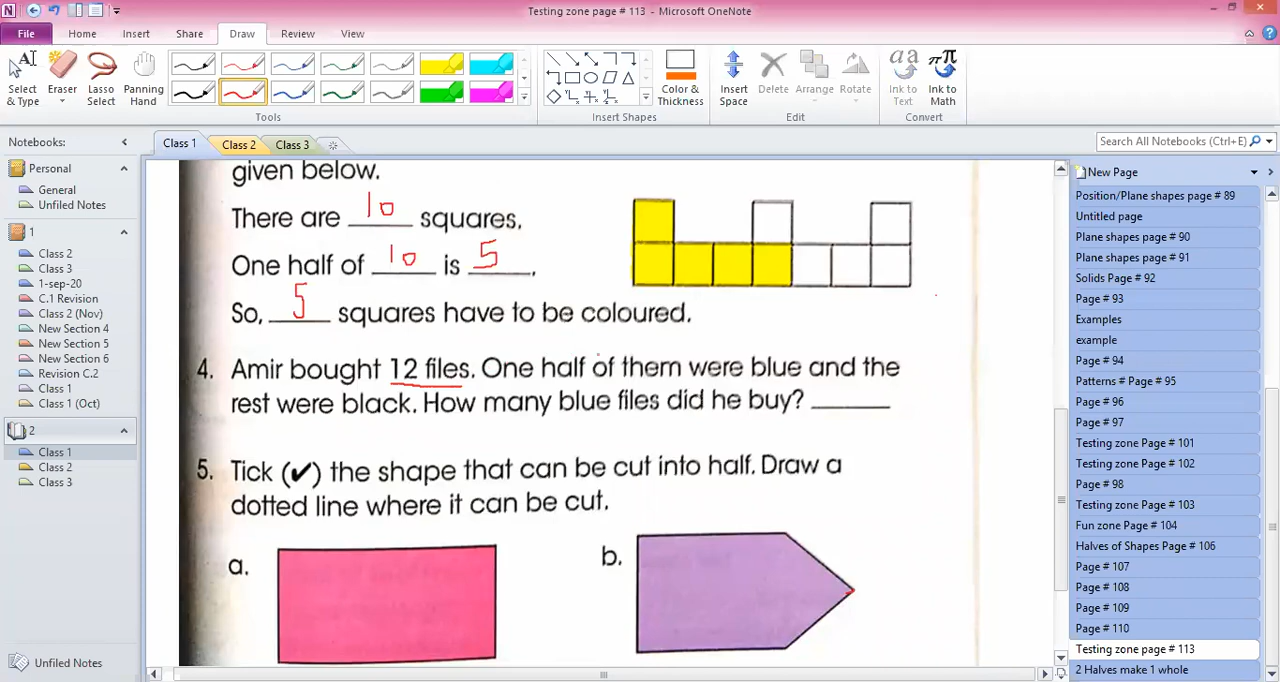 Testing zone page # 113 - Microsoft OneNote
File Home Insert Share Draw Review View
Select & Type
Eraser
Lasso Select
Panning Hand
Color & Thickness
Insert Space
Delete
Arrange
Rotate
Ink to Text
Ink to Math
Tools
Insert Shapes
Edit
Convert
Notebooks:
Class 1
Class 2
Class 3
Search All Notebooks (Ctrl+E)
Personal
General
Unfiled Notes
1
Class 2
Class 3
1-sep-20
C.1 Revision
Class 2 (Nov)
New Section 4
New Section 5
New Section 6
Revision C.2
Class 1
Class 1 (Oct)
2
Class 1
Class 2
Class 3
Unfiled Notes
given below.
There are 10 squares.
One half of 10 is 5.
So, 5 squares have to be coloured.
4. Amir bought 12 files. One half of them were blue and the
rest were black. How many blue files did he buy? ______
5. Tick (✔) the shape that can be cut into half. Draw a
dotted line where it can be cut.
a.
b.
New Page
Position/Plane shapes page # 89
Untitled page
Plane shapes page # 90
Plane shapes page # 91
Solids Page # 92
Page # 93
Examples
example
Page # 94
Patterns # Page # 95
Page # 96
Page # 97
Testing zone Page # 101
Testing zone Page # 102
Page # 98
Testing zone Page # 103
Fun zone Page # 104
Halves of Shapes Page # 106
Page # 107
Page # 108
Page # 109
Page # 110
Testing zone page # 113
2 Halves make 1 whole